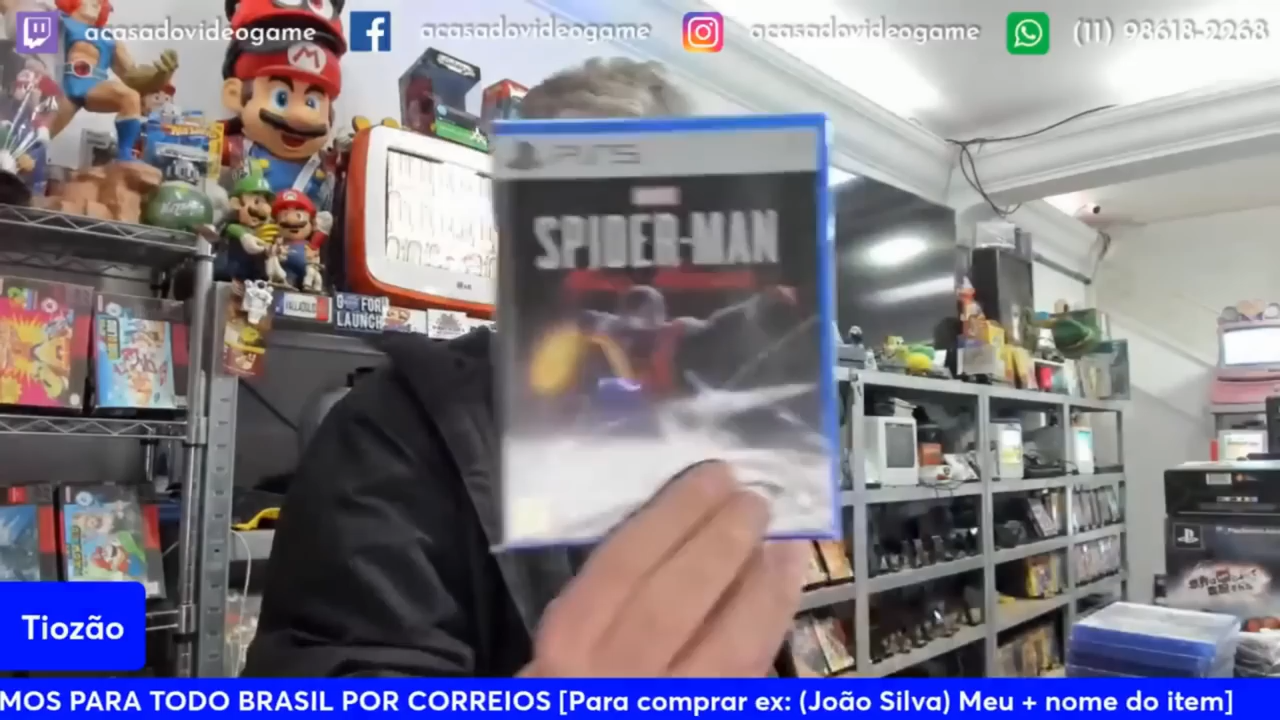 acasadovideogame
acasadovideogame
acasadovideogame
(11) 98618-2268
PS5
MARVEL
SPIDER-MAN
G FOR
LAUNCH
Tiozão
MOS PARA TODO BRASIL POR CORREIOS [Para comprar ex: (João Silva) Meu + nome do item]